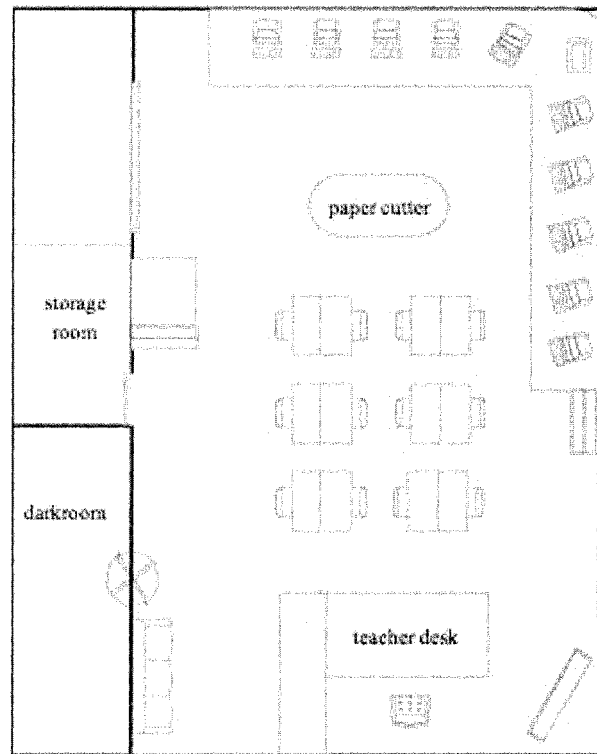 paper cutter
storage
room
darkroom
teacher desk